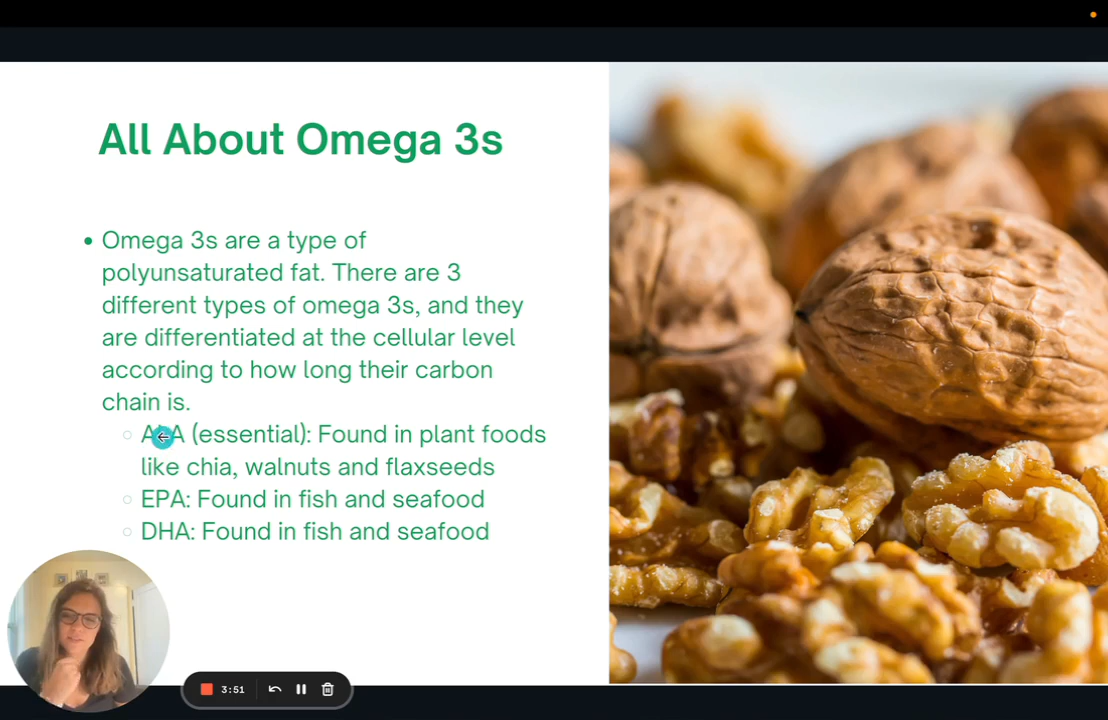 All About Omega 3s
• Omega 3s are a type of
polyunsaturated fat. There are 3
different types of omega 3s, and they
are differentiated at the cellular level
according to how long their carbon
chain is.
(essential): Found in plant foods
like chia, walnuts and flaxseeds
EPA: Found in fish and seafood
DHA: Found in fish and seafood
3:51